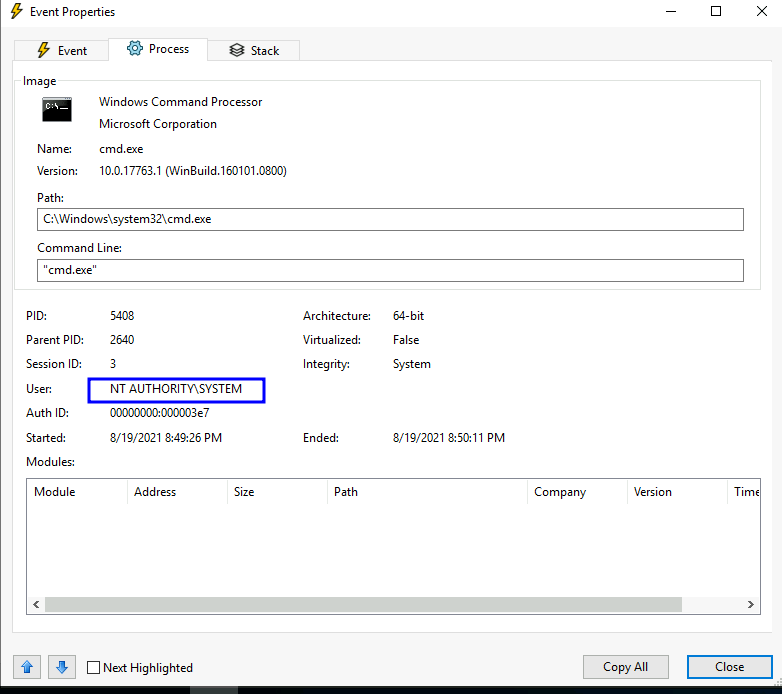 Event Properties
Event Process Stack
Image
C:\
Windows Command Processor
Microsoft Corporation
Name: cmd.exe
Version: 10.0.17763.1 (WinBuild.160101.0800)
Path:
C:\Windows\system32\cmd.exe
Command Line:
"cmd.exe"
PID: 5408 Architecture: 64-bit
Parent PID: 2640 Virtualized: False
Session ID: 3 Integrity: System
User: NT AUTHORITY\SYSTEM
Auth ID: 00000000:000003e7
Started: 8/19/2021 8:49:26 PM Ended: 8/19/2021 8:50:11 PM
Modules:
Module Address Size Path Company Version Time
Next Highlighted Copy All Close